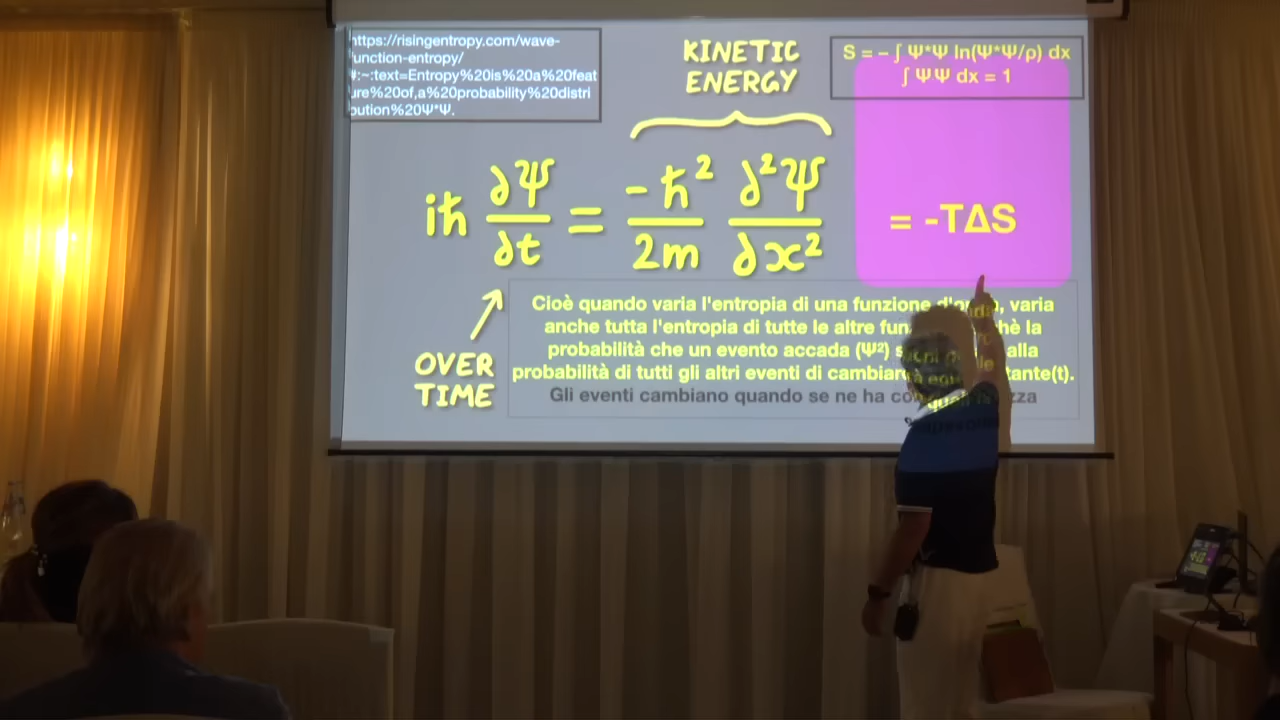 https://risingentropy.com/wave-
function-entropy/
#:~:text=Entropy%20is%20a%20feat
ure%20of,a%20probability%20distri
bution%20Ψ*Ψ.
KINETIC
ENERGY
S = – ∫ Ψ*Ψ ln(Ψ*Ψ/ρ) dx
∫ ΨΨ dx = 1
iħ ∂Ψ/∂t = -ħ²/2m ∂²Ψ/∂x² = -TΔS
OVER
TIME
Cioè quando varia l'entropia di una funzione d'onda, varia
anche tutta l'entropia di tutte le altre la
probabilità che un evento accada (Ψ²) alla
probabilità di tutti gli altri eventi di cambiare
Gli eventi cambiano quando se ne ha